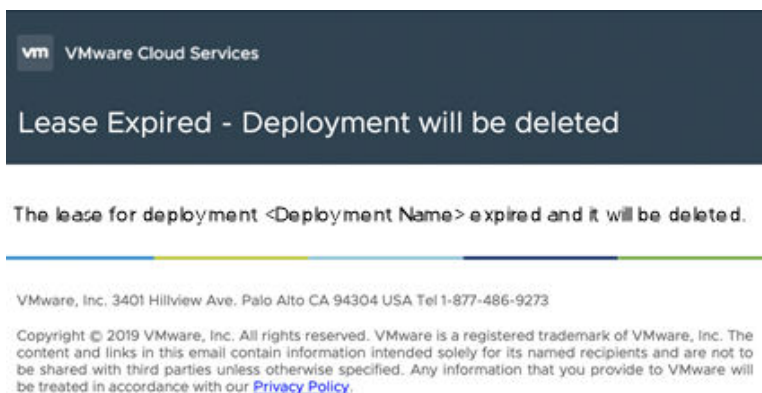 vm VMware Cloud Services
Lease Expired - Deployment will be deleted
The lease for deployment <Deployment Name> expired and it will be deleted.
VMware, Inc. 3401 Hillview Ave. Palo Alto CA 94304 USA Tel 1-877-486-9273
Copyright © 2019 VMware, Inc. All rights reserved. VMware is a registered trademark of VMware, Inc. The
content and links in this email contain information intended solely for its named recipients and are not to
be shared with third parties unless otherwise specified. Any information that you provide to VMware will
be treated in accordance with our Privacy Policy.